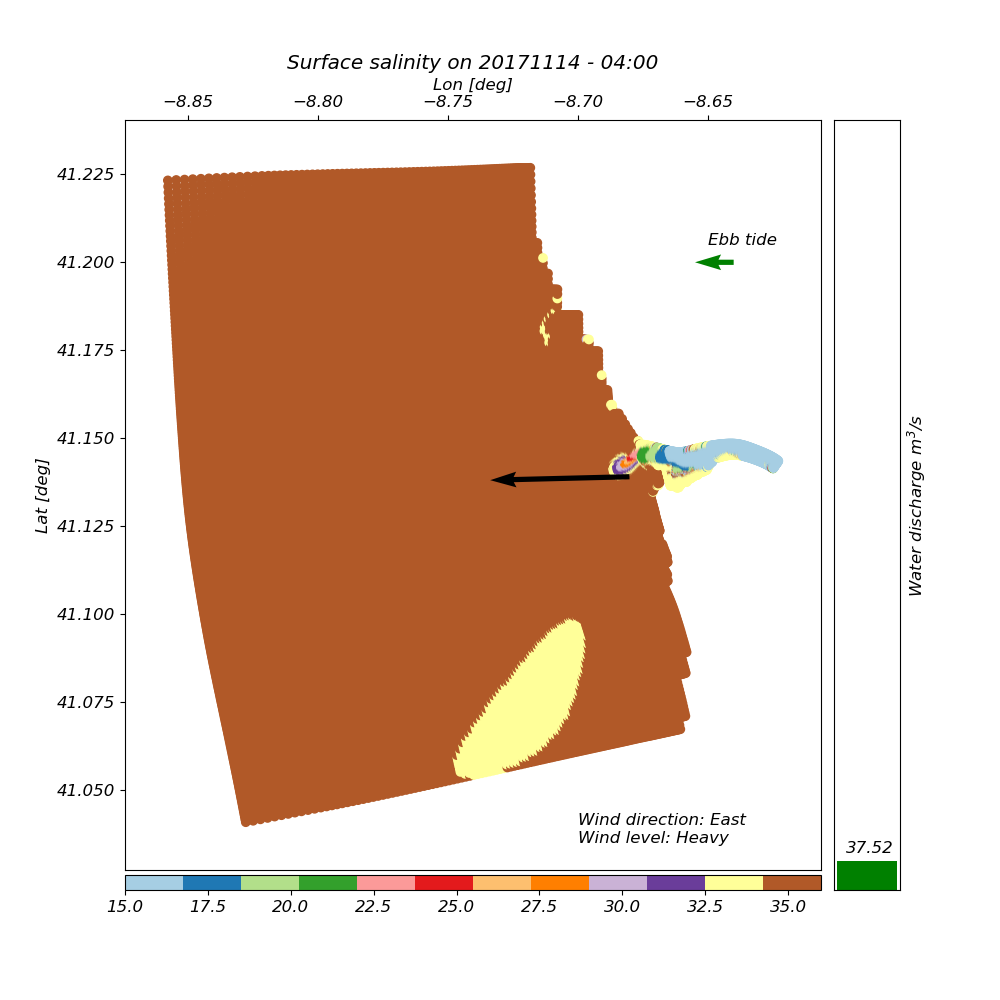 Surface salinity on 20171114 - 04:00
Lon [deg]
−8.85 −8.80 −8.75 −8.70 −8.65
41.225
41.200
41.175
41.150
41.125
41.100
41.075
41.050
Lat [deg]
Ebb tide
Wind direction: East
Wind level: Heavy
15.0 17.5 20.0 22.5 25.0 27.5 30.0 32.5 35.0
37.52
Water discharge m³/s